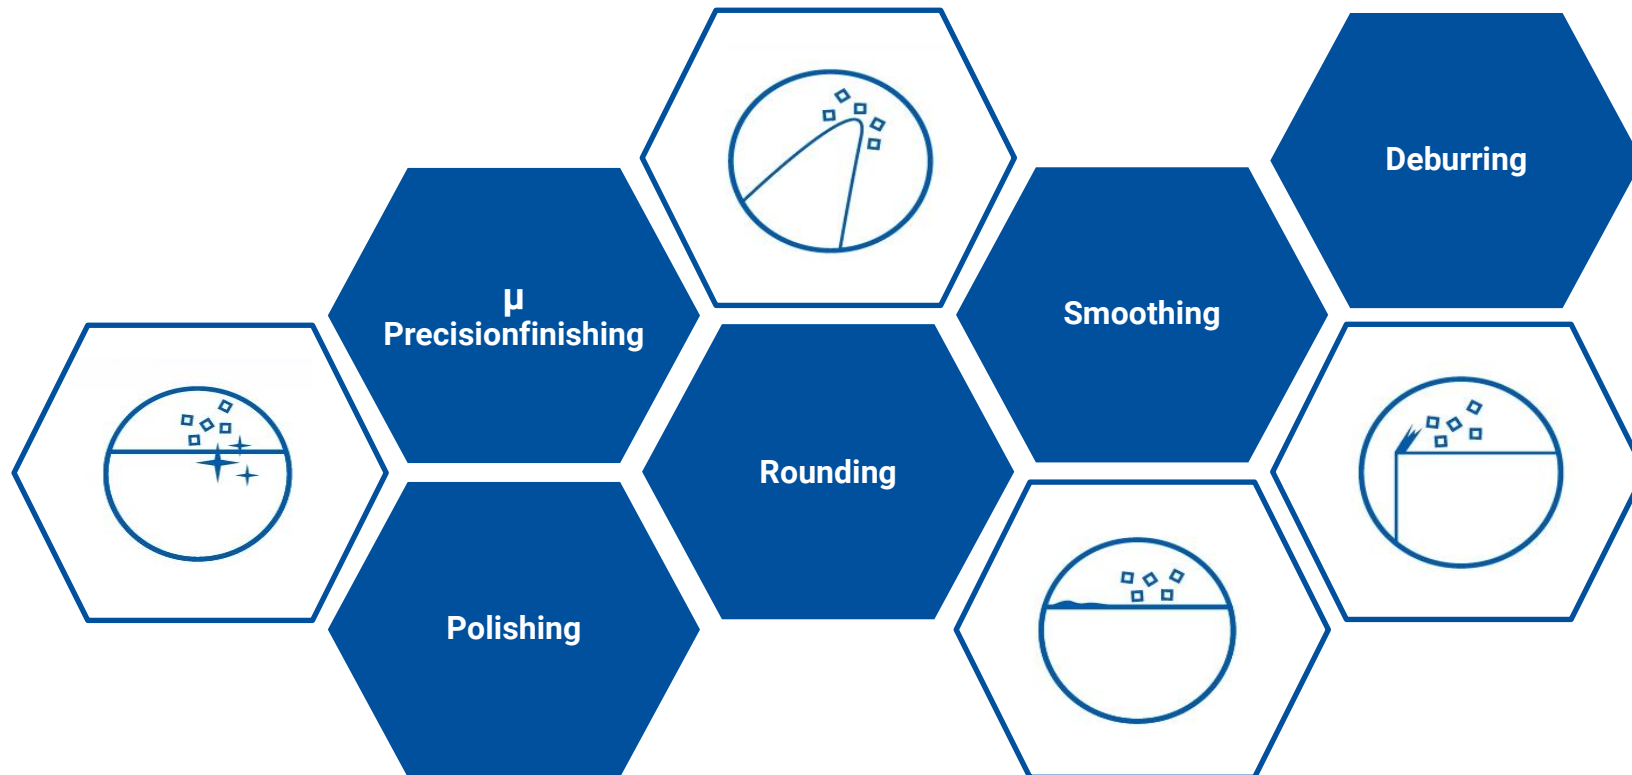 Deburring
μ
Precisionfinishing
Smoothing
Rounding
Polishing